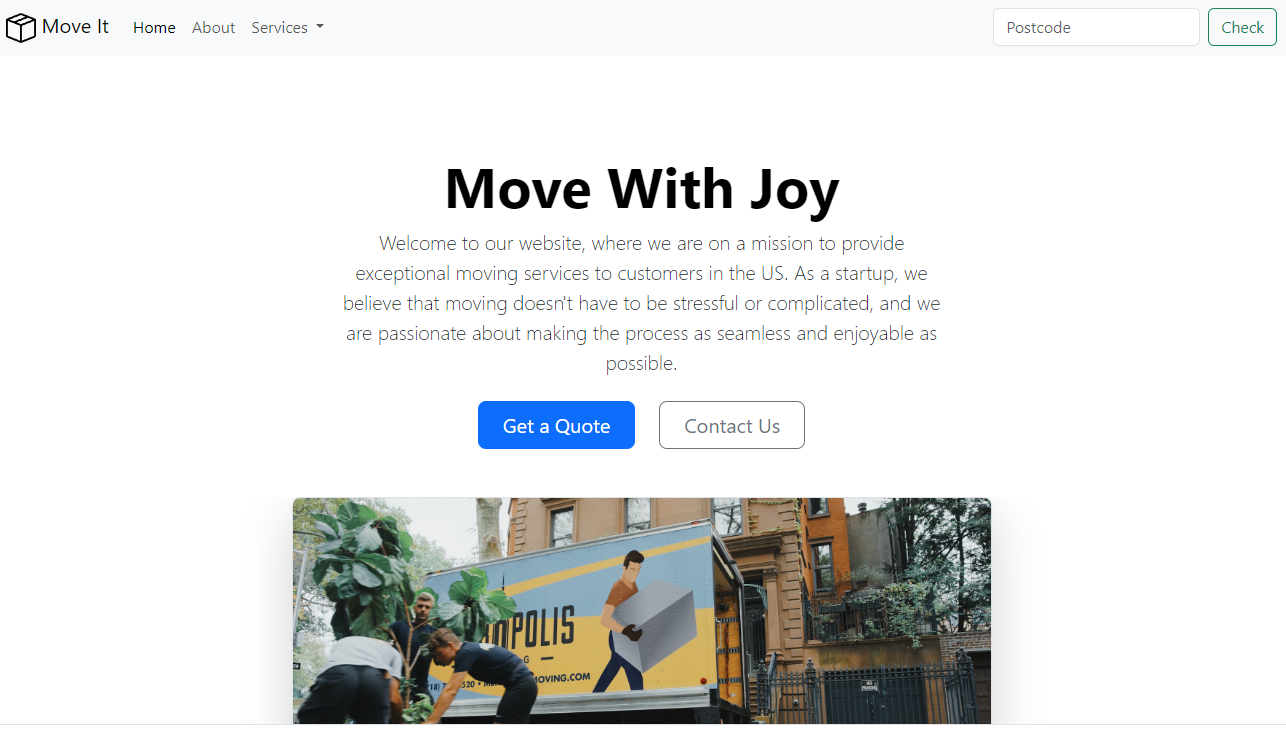 Move It Home About Services Postcode Check
Move With Joy
Welcome to our website, where we are on a mission to provide
exceptional moving services to customers in the US. As a startup, we
believe that moving doesn't have to be stressful or complicated, and we
are passionate about making the process as seamless and enjoyable as
possible.
Get a Quote Contact Us
POLIS
MOVING.COM
NO
PARKING